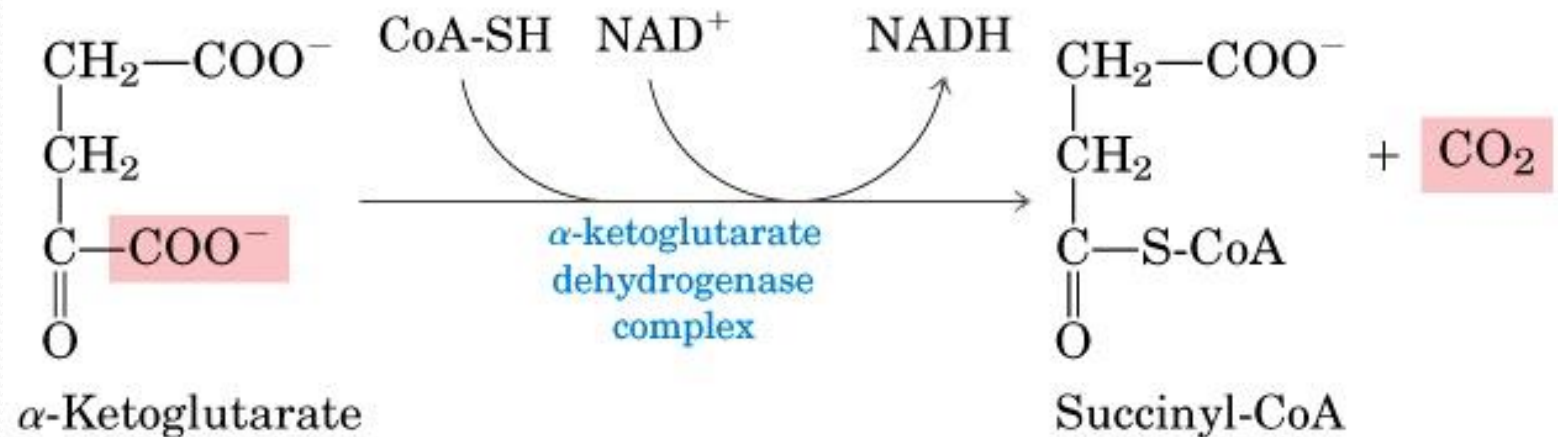 CH₂—COO⁻
CH₂
C—COO⁻
O
α-Ketoglutarate
CoA-SH NAD⁺ NADH
α-ketoglutarate
dehydrogenase
complex
CH₂—COO⁻
CH₂
C—S-CoA
O
Succinyl-CoA
+ CO₂